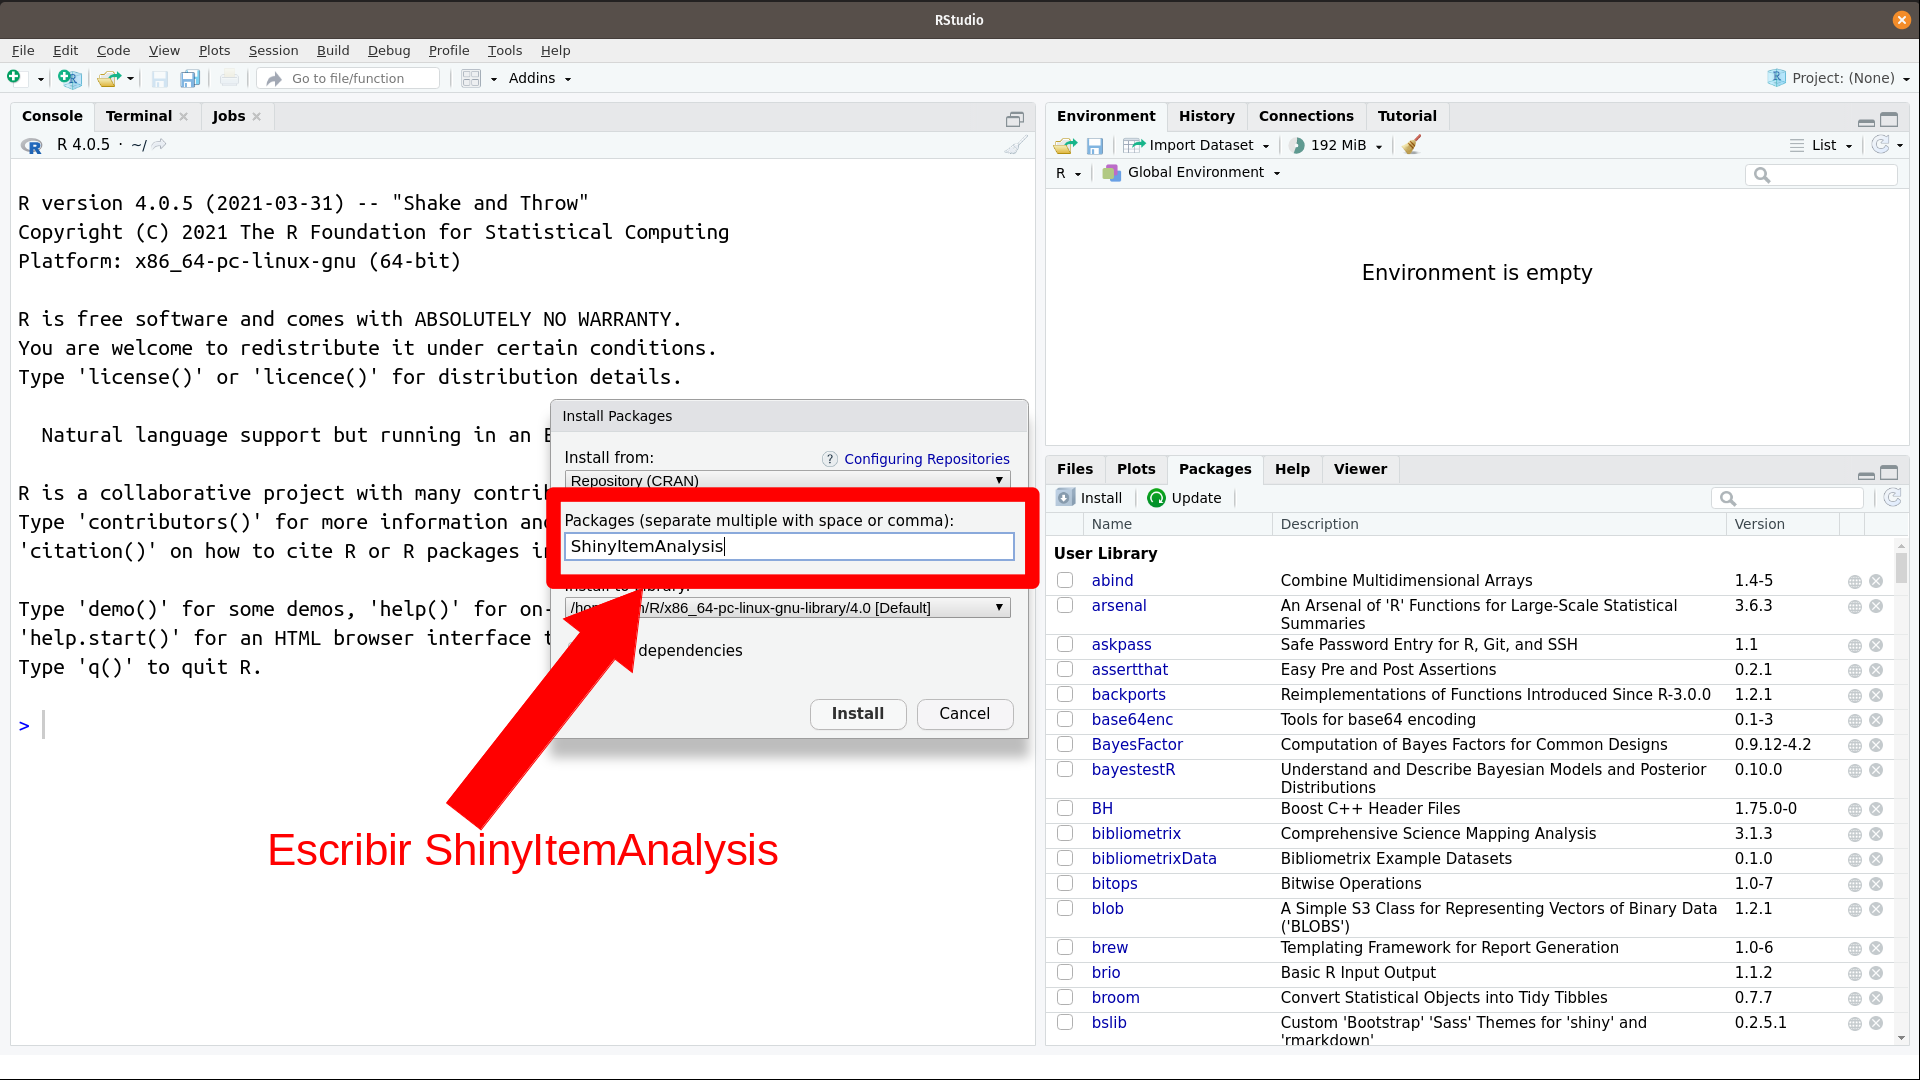 RStudio
File Edit Code View Plots Session Build Debug Profile Tools Help
Go to file/function Addins Project: (None)
Console Terminal Jobs
R 4.0.5 · ~/
R version 4.0.5 (2021-03-31) -- "Shake and Throw"
Copyright (C) 2021 The R Foundation for Statistical Computing
Platform: x86_64-pc-linux-gnu (64-bit)
R is free software and comes with ABSOLUTELY NO WARRANTY.
You are welcome to redistribute it under certain conditions.
Type 'license()' or 'licence()' for distribution details.
Natural language support but running in an
R is a collaborative project with many contrib
Type 'contributors()' for more information an
'citation()' on how to cite R or R packages i
Type 'demo()' for some demos, 'help()' for on-
'help.start()' for an HTML browser interface t
Type 'q()' to quit R.
>
Install Packages
Install from:
? Configuring Repositories
Repository (CRAN)
Packages (separate multiple with space or comma):
ShinyItemAnalysis
Install to Library:
/R/x86_64-pc-linux-gnu-library/4.0 [Default]
dependencies
Install Cancel
Escribir ShinyItemAnalysis
Environment History Connections Tutorial
Import Dataset 192 MiB List
R Global Environment
Environment is empty
Files Plots Packages Help Viewer
Install Update
Name Description Version
User Library
abind Combine Multidimensional Arrays 1.4-5
arsenal An Arsenal of 'R' Functions for Large-Scale Statistical 3.6.3
Summaries
askpass Safe Password Entry for R, Git, and SSH 1.1
assertthat Easy Pre and Post Assertions 0.2.1
backports Reimplementations of Functions Introduced Since R-3.0.0 1.2.1
base64enc Tools for base64 encoding 0.1-3
BayesFactor Computation of Bayes Factors for Common Designs 0.9.12-4.2
bayestestR Understand and Describe Bayesian Models and Posterior 0.10.0
Distributions
BH Boost C++ Header Files 1.75.0-0
bibliometrix Comprehensive Science Mapping Analysis 3.1.3
bibliometrixData Bibliometrix Example Datasets 0.1.0
bitops Bitwise Operations 1.0-7
blob A Simple S3 Class for Representing Vectors of Binary Data 1.2.1
('BLOBS')
brew Templating Framework for Report Generation 1.0-6
brio Basic R Input Output 1.1.2
broom Convert Statistical Objects into Tidy Tibbles 0.7.7
bslib Custom 'Bootstrap' 'Sass' Themes for 'shiny' and 0.2.5.1
'rmarkdown'